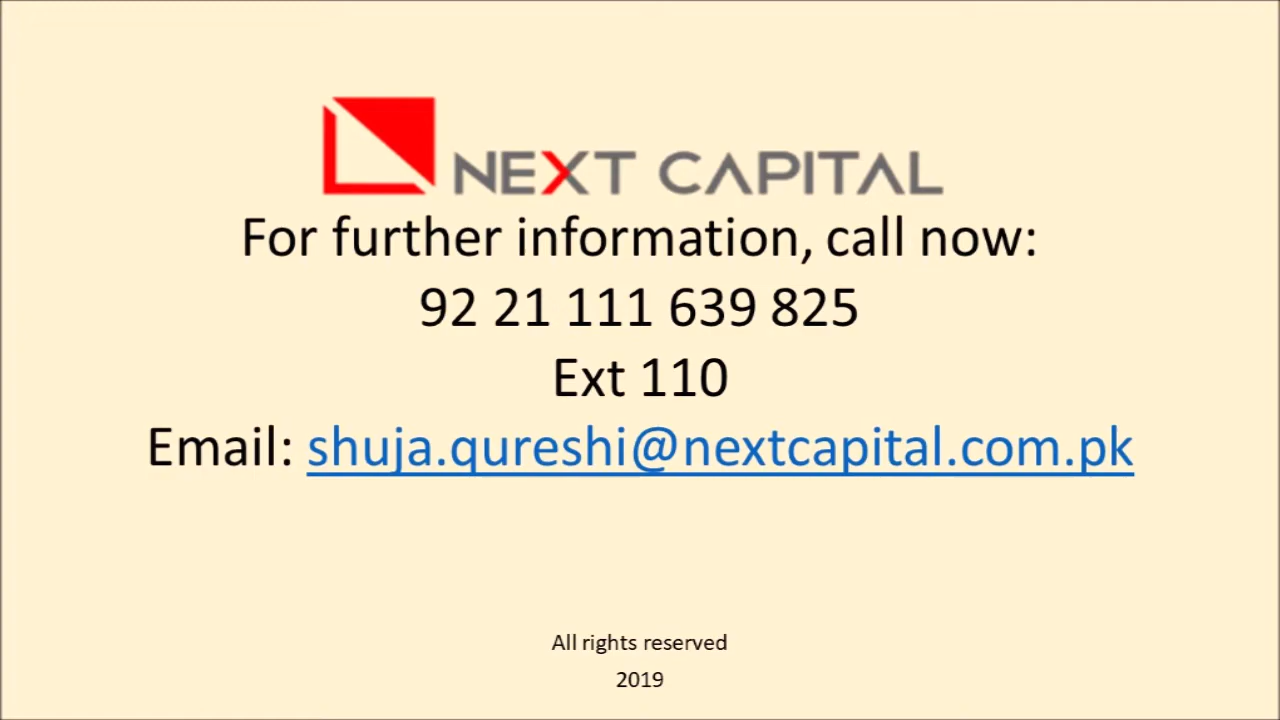 NEXT CAPITAL
For further information, call now:
92 21 111 639 825
Ext 110
Email: shuja.qureshi@nextcapital.com.pk
All rights reserved
2019